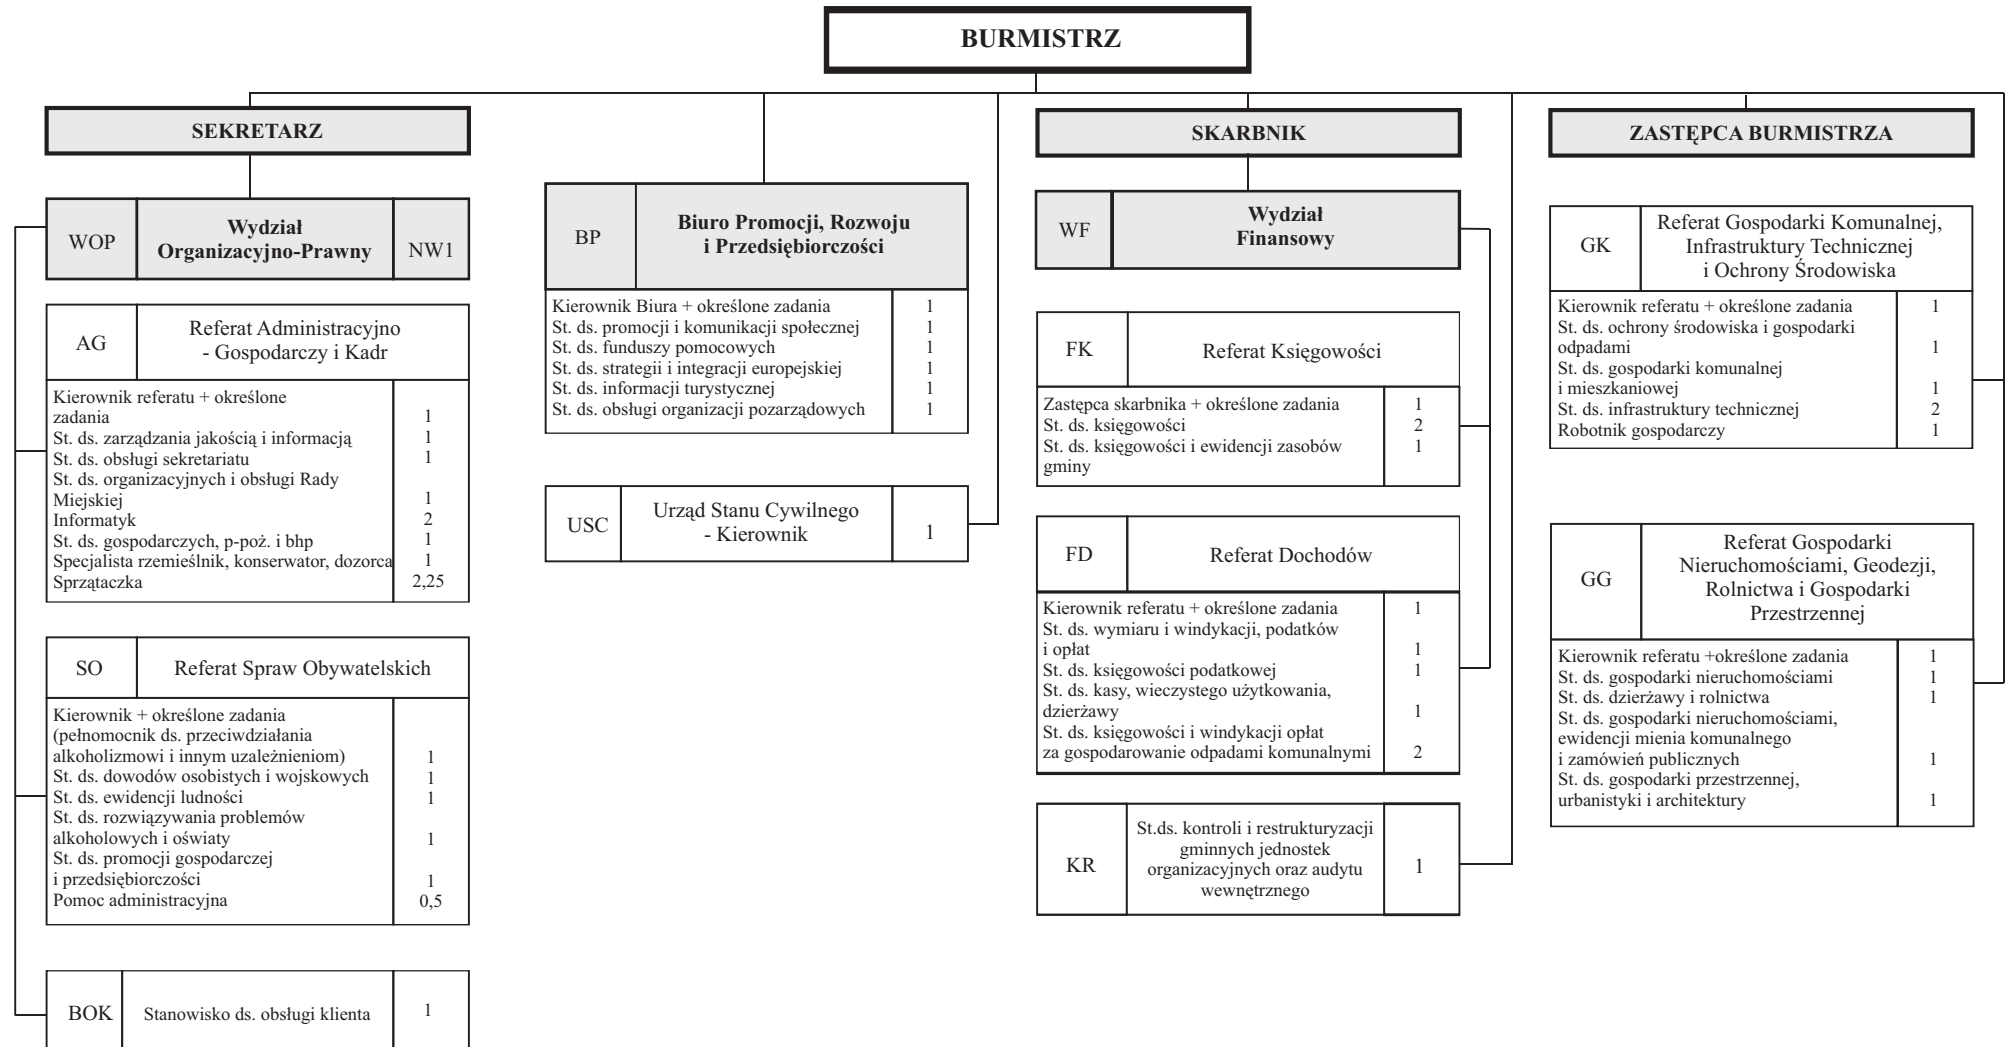 BURMISTRZ
SEKRETARZ
WOP
Wydział
Organizacyjno-Prawny
NW1
AG
Referat Administracyjno
- Gospodarczy i Kadr
Kierownik referatu + określone
zadania 1
St. ds. zarządzania jakością i informacją 1
St. ds. obsługi sekretariatu 1
St. ds. organizacyjnych i obsługi Rady
Miejskiej 1
Informatyk 2
St. ds. gospodarczych, p-poż. i bhp 1
Specjalista rzemieślnik, konserwator, dozorca 1
Sprzątaczka 2,25
SO
Referat Spraw Obywatelskich
Kierownik + określone zadania
(pełnomocnik ds. przeciwdziałania
alkoholizmowi i innym uzależnieniom) 1
St. ds. dowodów osobistych i wojskowych 1
St. ds. ewidencji ludności 1
St. ds. rozwiązywania problemów
alkoholowych i oświaty 1
St. ds. promocji gospodarczej
i przedsiębiorczości 1
Pomoc administracyjna 0,5
BOK
Stanowisko ds. obsługi klienta
1
BP
Biuro Promocji, Rozwoju
i Przedsiębiorczości
Kierownik Biura + określone zadania 1
St. ds. promocji i komunikacji społecznej 1
St. ds. funduszy pomocowych 1
St. ds. strategii i integracji europejskiej 1
St. ds. informacji turystycznej 1
St. ds. obsługi organizacji pozarządowych 1
USC
Urząd Stanu Cywilnego
- Kierownik
1
SKARBNIK
WF
Wydział
Finansowy
FK
Referat Księgowości
Zastępca skarbnika + określone zadania 1
St. ds. księgowości 2
St. ds. księgowości i ewidencji zasobów 1
gminy
FD
Referat Dochodów
Kierownik referatu + określone zadania 1
St. ds. wymiaru i windykacji, podatków
i opłat 1
St. ds. księgowości podatkowej 1
St. ds. kasy, wieczystego użytkowania,
dzierżawy 1
St. ds. księgowości i windykacji opłat
za gospodarowanie odpadami komunalnymi 2
KR
St.ds. kontroli i restrukturyzacji
gminnych jednostek
organizacyjnych oraz audytu
wewnętrznego
1
ZASTĘPCA BURMISTRZA
GK
Referat Gospodarki Komunalnej,
Infrastruktury Technicznej
i Ochrony Środowiska
Kierownik referatu + określone zadania 1
St. ds. ochrony środowiska i gospodarki
odpadami 1
St. ds. gospodarki komunalnej
i mieszkaniowej 1
St. ds. infrastruktury technicznej 2
Robotnik gospodarczy 1
GG
Referat Gospodarki
Nieruchomościami, Geodezji,
Rolnictwa i Gospodarki
Przestrzennej
Kierownik referatu +określone zadania 1
St. ds. gospodarki nieruchomościami 1
St. ds. dzierżawy i rolnictwa 1
St. ds. gospodarki nieruchomościami,
ewidencji mienia komunalnego
i zamówień publicznych 1
St. ds. gospodarki przestrzennej,
urbanistyki i architektury 1